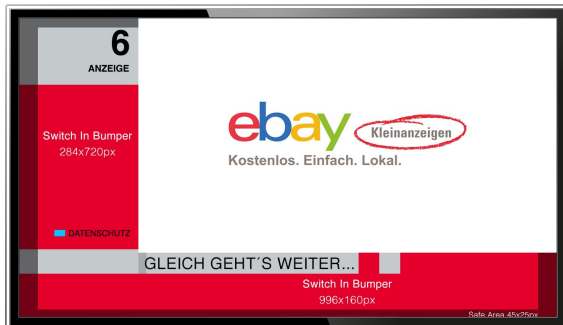 6
ANZEIGE
Switch In Bumper
284x720px
DATENSCHUTZ
ebay
Kleinanzeigen
Kostenlos. Einfach. Lokal.
GLEICH GEHT´S WEITER...
Switch In Bumper
996x160px
Safe Area 45x25px